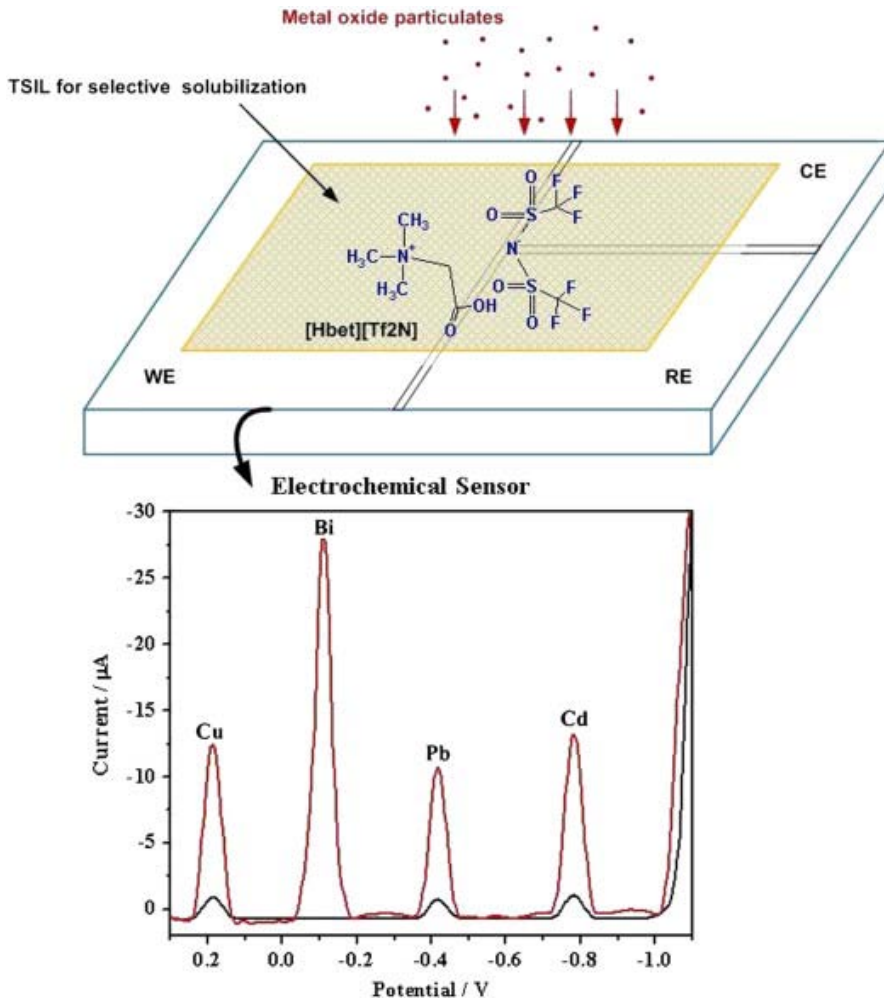 Metal oxide particulates
TSIL for selective solubilization
CE
O
F
O
S
F
F
CH₃
H₃C
N⁺
CH₃
N⁻
O
S
F
O
F
F
OH
O
[Hbet][Tf2N]
WE
RE
Electrochemical Sensor
-30
-25
-20
-15
-10
-5
0
Current / µA
Cu
Bi
Pb
Cd
0.2 0.0 -0.2 -0.4 -0.6 -0.8 -1.0
Potential / V